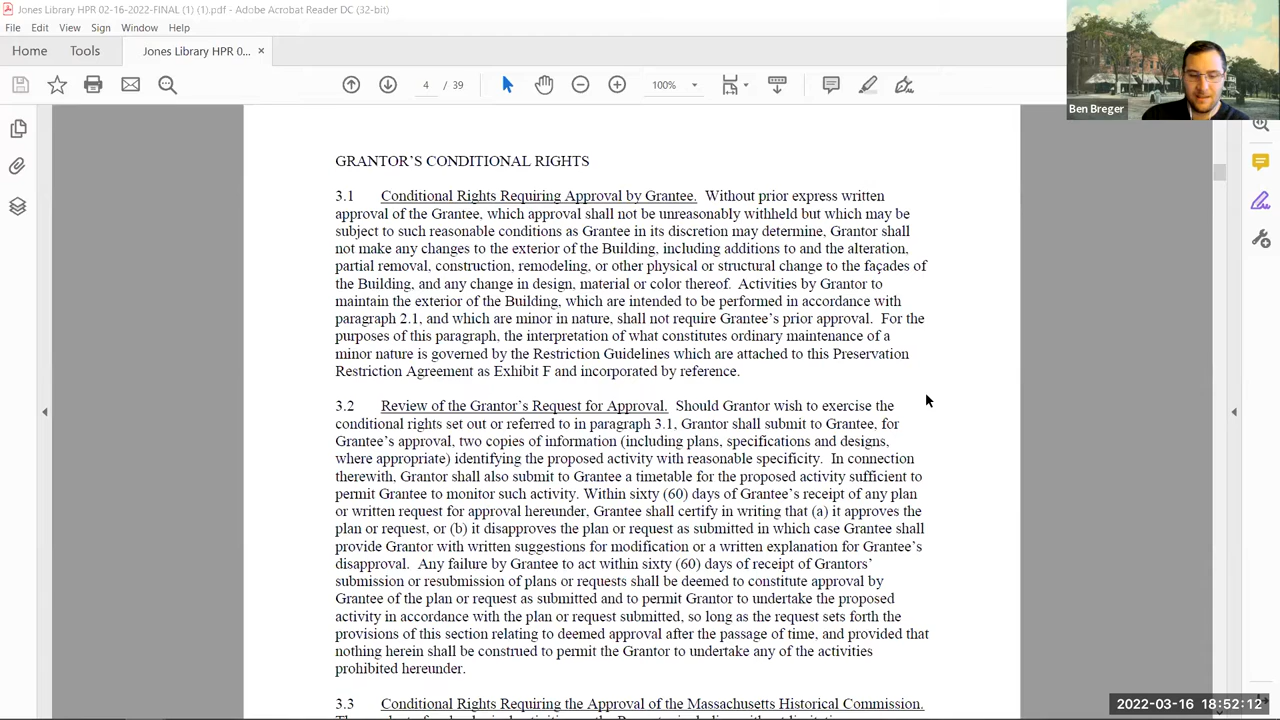 Jones Library HPR 02-16-2022-FINAL (1) (1).pdf - Adobe Acrobat Reader DC (32-bit)
File Edit View Sign Window Help
Home Tools Jones Library HPR 0... ×
4 / 39 100%
Ben Breger
GRANTOR'S CONDITIONAL RIGHTS
3.1 Conditional Rights Requiring Approval by Grantee. Without prior express written
approval of the Grantee, which approval shall not be unreasonably withheld but which may be
subject to such reasonable conditions as Grantee in its discretion may determine, Grantor shall
not make any changes to the exterior of the Building, including additions to and the alteration,
partial removal, construction, remodeling, or other physical or structural change to the façades of
the Building, and any change in design, material or color thereof. Activities by Grantor to
maintain the exterior of the Building, which are intended to be performed in accordance with
paragraph 2.1, and which are minor in nature, shall not require Grantee's prior approval. For the
purposes of this paragraph, the interpretation of what constitutes ordinary maintenance of a
minor nature is governed by the Restriction Guidelines which are attached to this Preservation
Restriction Agreement as Exhibit F and incorporated by reference.
3.2 Review of the Grantor's Request for Approval. Should Grantor wish to exercise the
conditional rights set out or referred to in paragraph 3.1, Grantor shall submit to Grantee, for
Grantee's approval, two copies of information (including plans, specifications and designs,
where appropriate) identifying the proposed activity with reasonable specificity. In connection
therewith, Grantor shall also submit to Grantee a timetable for the proposed activity sufficient to
permit Grantee to monitor such activity. Within sixty (60) days of Grantee's receipt of any plan
or written request for approval hereunder, Grantee shall certify in writing that (a) it approves the
plan or request, or (b) it disapproves the plan or request as submitted in which case Grantee shall
provide Grantor with written suggestions for modification or a written explanation for Grantee's
disapproval. Any failure by Grantee to act within sixty (60) days of receipt of Grantors'
submission or resubmission of plans or requests shall be deemed to constitute approval by
Grantee of the plan or request as submitted and to permit Grantor to undertake the proposed
activity in accordance with the plan or request submitted, so long as the request sets forth the
provisions of this section relating to deemed approval after the passage of time, and provided that
nothing herein shall be construed to permit the Grantor to undertake any of the activities
prohibited hereunder.
3.3 Conditional Rights Requiring the Approval of the Massachusetts Historical Commission.
2022-03-16 18:52:12